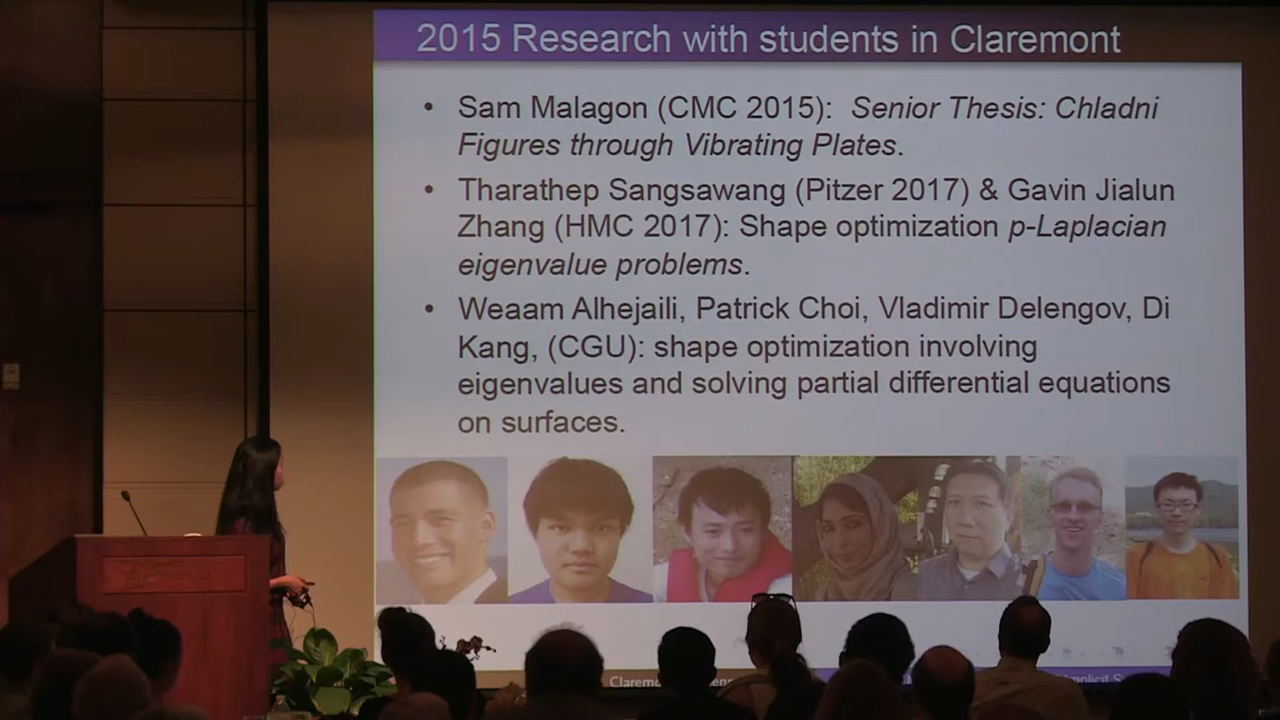 2015 Research with students in Claremont
• Sam Malagon (CMC 2015): Senior Thesis: Chladni
Figures through Vibrating Plates.
• Tharathep Sangsawang (Pitzer 2017) & Gavin Jialun
Zhang (HMC 2017): Shape optimization p-Laplacian
eigenvalue problems.
• Weaam Alhejaili, Patrick Choi, Vladimir Delengov, Di
Kang, (CGU): shape optimization involving
eigenvalues and solving partial differential equations
on surfaces.